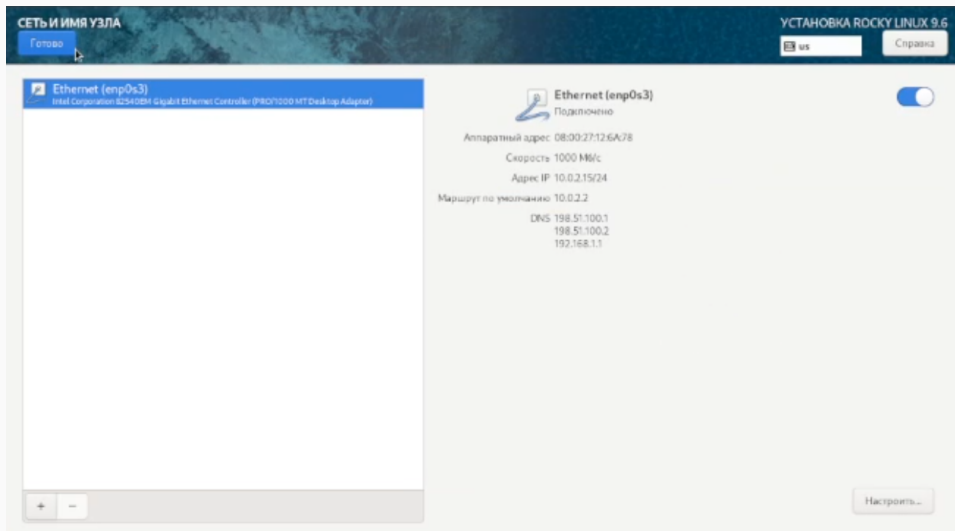 СЕТЬ И ИМЯ УЗЛА
Готово
УСТАНОВКА ROCKY LINUX 9.6
us
Справка
Ethernet (enp0s3)
Intel Corporation 82540EM Gigabit Ethernet Controller (PRO/1000 MT Desktop Adapter)
Ethernet (enp0s3)
Подключено
Аппаратный адрес 08:00:27:12:6A:78
Скорость 1000 Мб/с
Адрес IP 10.0.2.15/24
Маршрут по умолчанию 10.0.2.2
DNS 198.51.100.1
198.51.100.2
192.168.1.1
+ −
Настроить...